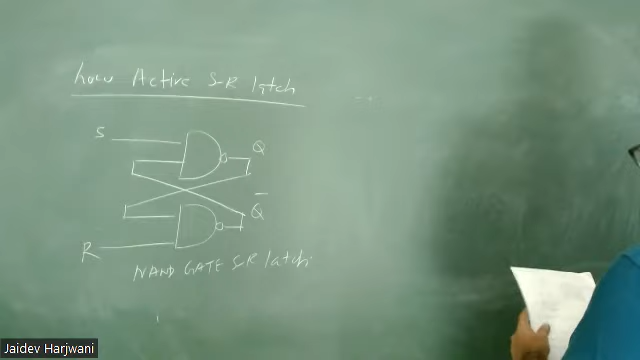 low Active S-R latch
S
Q
Q̅
R
NAND GATE S-R latch
Jaidev Harjwani